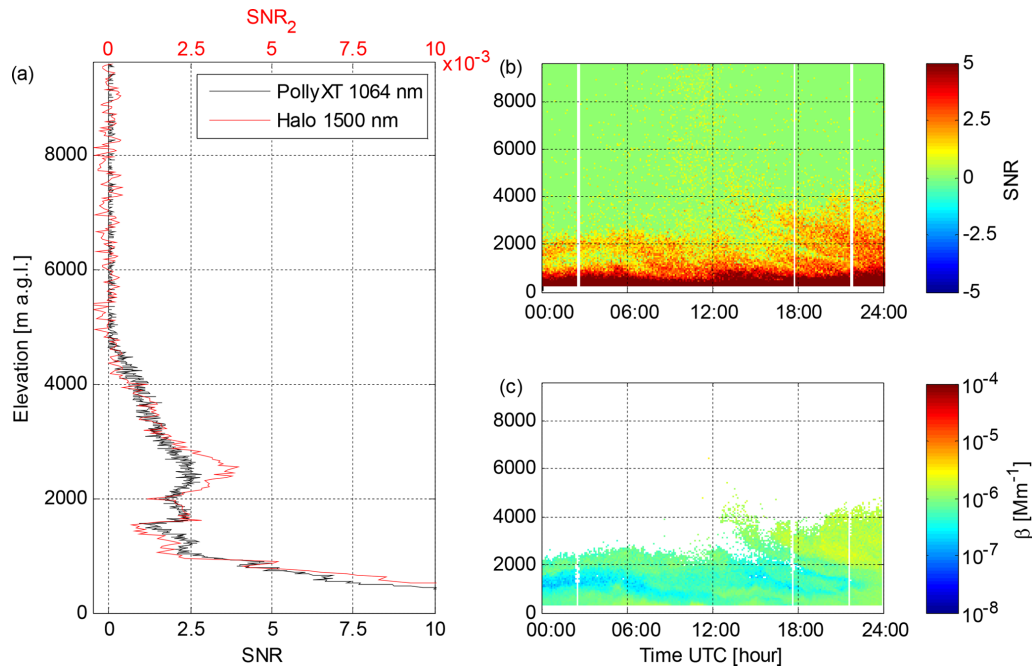 SNR2
0 2.5 5 7.5 10
x10-3
(a)
PollyXT 1064 nm
Halo 1500 nm
8000
6000
4000
2000
0
Elevation [m a.g.l.]
0 2.5 5 7.5 10
SNR
(b)
8000
6000
4000
2000
0
00:00 06:00 12:00 18:00 24:00
5
2.5
0
-2.5
-5
SNR
(c)
8000
6000
4000
2000
0
00:00 06:00 12:00 18:00 24:00
Time UTC [hour]
10-4
10-5
10-6
10-7
10-8
β [Mm-1]